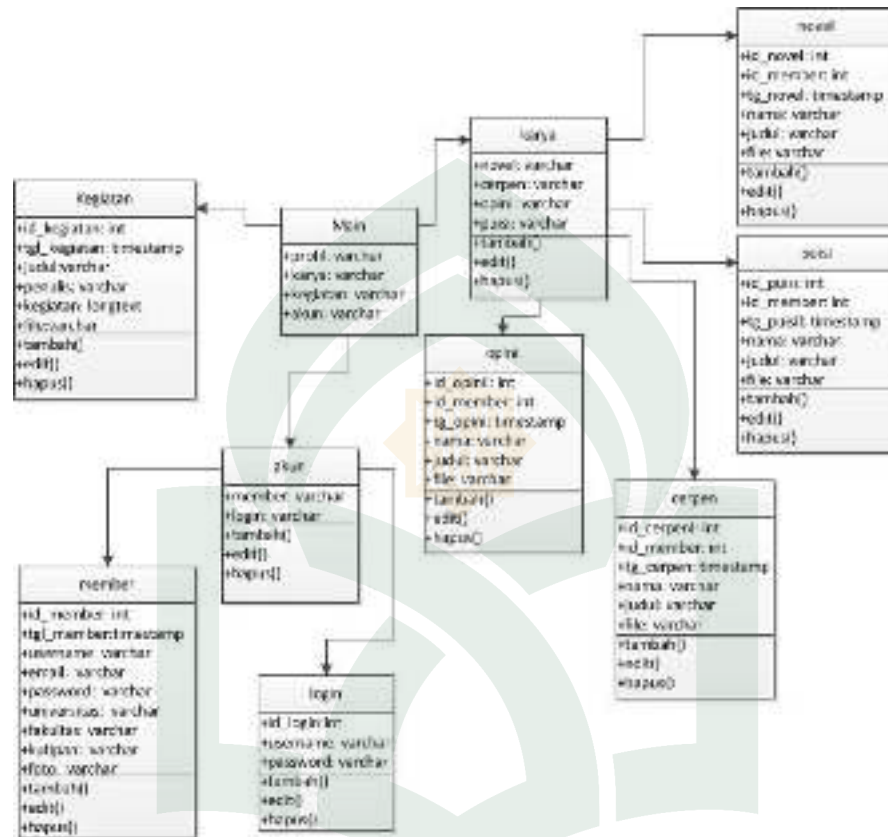 novel
+id_novel: int
+id_member: int
+tg_novel: timestamp
+nama: varchar
+judul: varchar
+file: varchar
+tambah()
+edit()
+hapus()
karya
+novel: varchar
+cerpen: varchar
+opini: varchar
+puisi: varchar
+tambah()
+edit()
+hapus()
Kegiatan
+id_kegiatan: int
+tgl_kegiatan: timestamp
+judul:varchar
+penulis: varchar
+kegiatan: longtext
+file:varchar
+tambah()
+edit()
+hapus()
Main
+profil: varchar
+karya: varchar
+kegiatan: varchar
+akun: varchar
puisi
+id_puisi: int
+id_member: int
+tg_puisi: timestamp
+nama: varchar
+judul: varchar
+file: varchar
+tambah()
+edit()
+hapus()
opini
+id_opini: int
+id_member: int
+tg_opini: timestamp
+nama: varchar
+judul: varchar
+file: varchar
+tambah()
+edit()
+hapus()
akun
+member: varchar
+login: varchar
+tambah()
+edit()
+hapus()
cerpen
+id_cerpen: int
+id_member: int
+tg_cerpen: timestamp
+nama: varchar
+judul: varchar
+file: varchar
+tambah()
+edit()
+hapus()
member
+id_member: int
+tgl_member:timestamp
+username: varchar
+email: varchar
+password: varchar
+universitas: varchar
+fakultas: varchar
+kutipan: varchar
+foto: varchar
+tambah()
+edit()
+hapus()
login
+id_login:int
+username: varchar
+password: varchar
+tambah()
+edit()
+hapus()